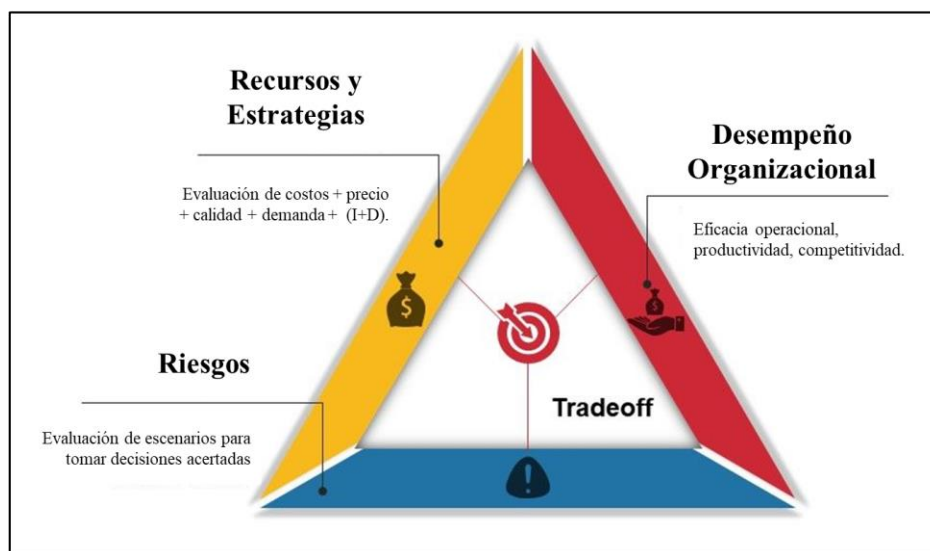 Recursos y
Estrategias
Evaluación de costos + precio
+ calidad + demanda+ (I+D).
Desempeño
Organizacional
Eficacia operacional,
productividad, competitividad.
Riesgos
Evaluación de escenarios para
tomar decisiones acertadas
Tradeoff
$
$
!